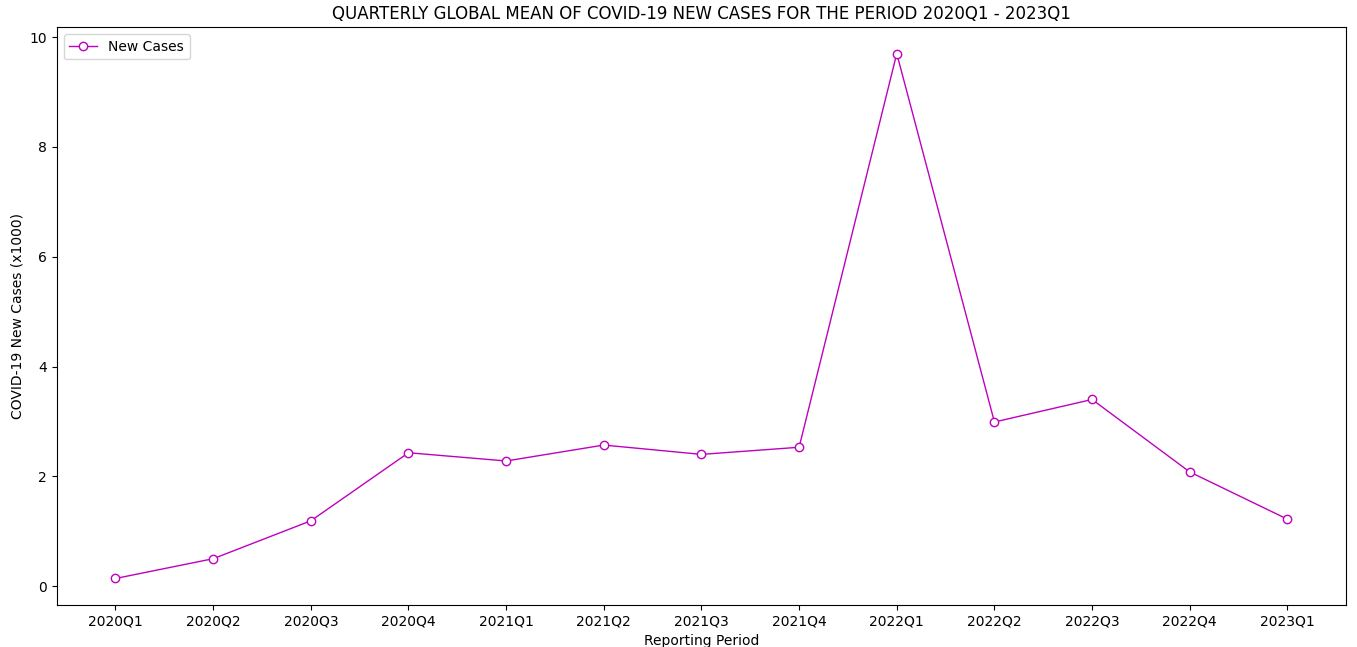 QUARTERLY GLOBAL MEAN OF COVID-19 NEW CASES FOR THE PERIOD 2020Q1 - 2023Q1
New Cases
COVID-19 New Cases (x1000)
10
8
6
4
2
0
2020Q1 2020Q2 2020Q3 2020Q4 2021Q1 2021Q2 2021Q3 2021Q4 2022Q1 2022Q2 2022Q3 2022Q4 2023Q1
Reporting Period